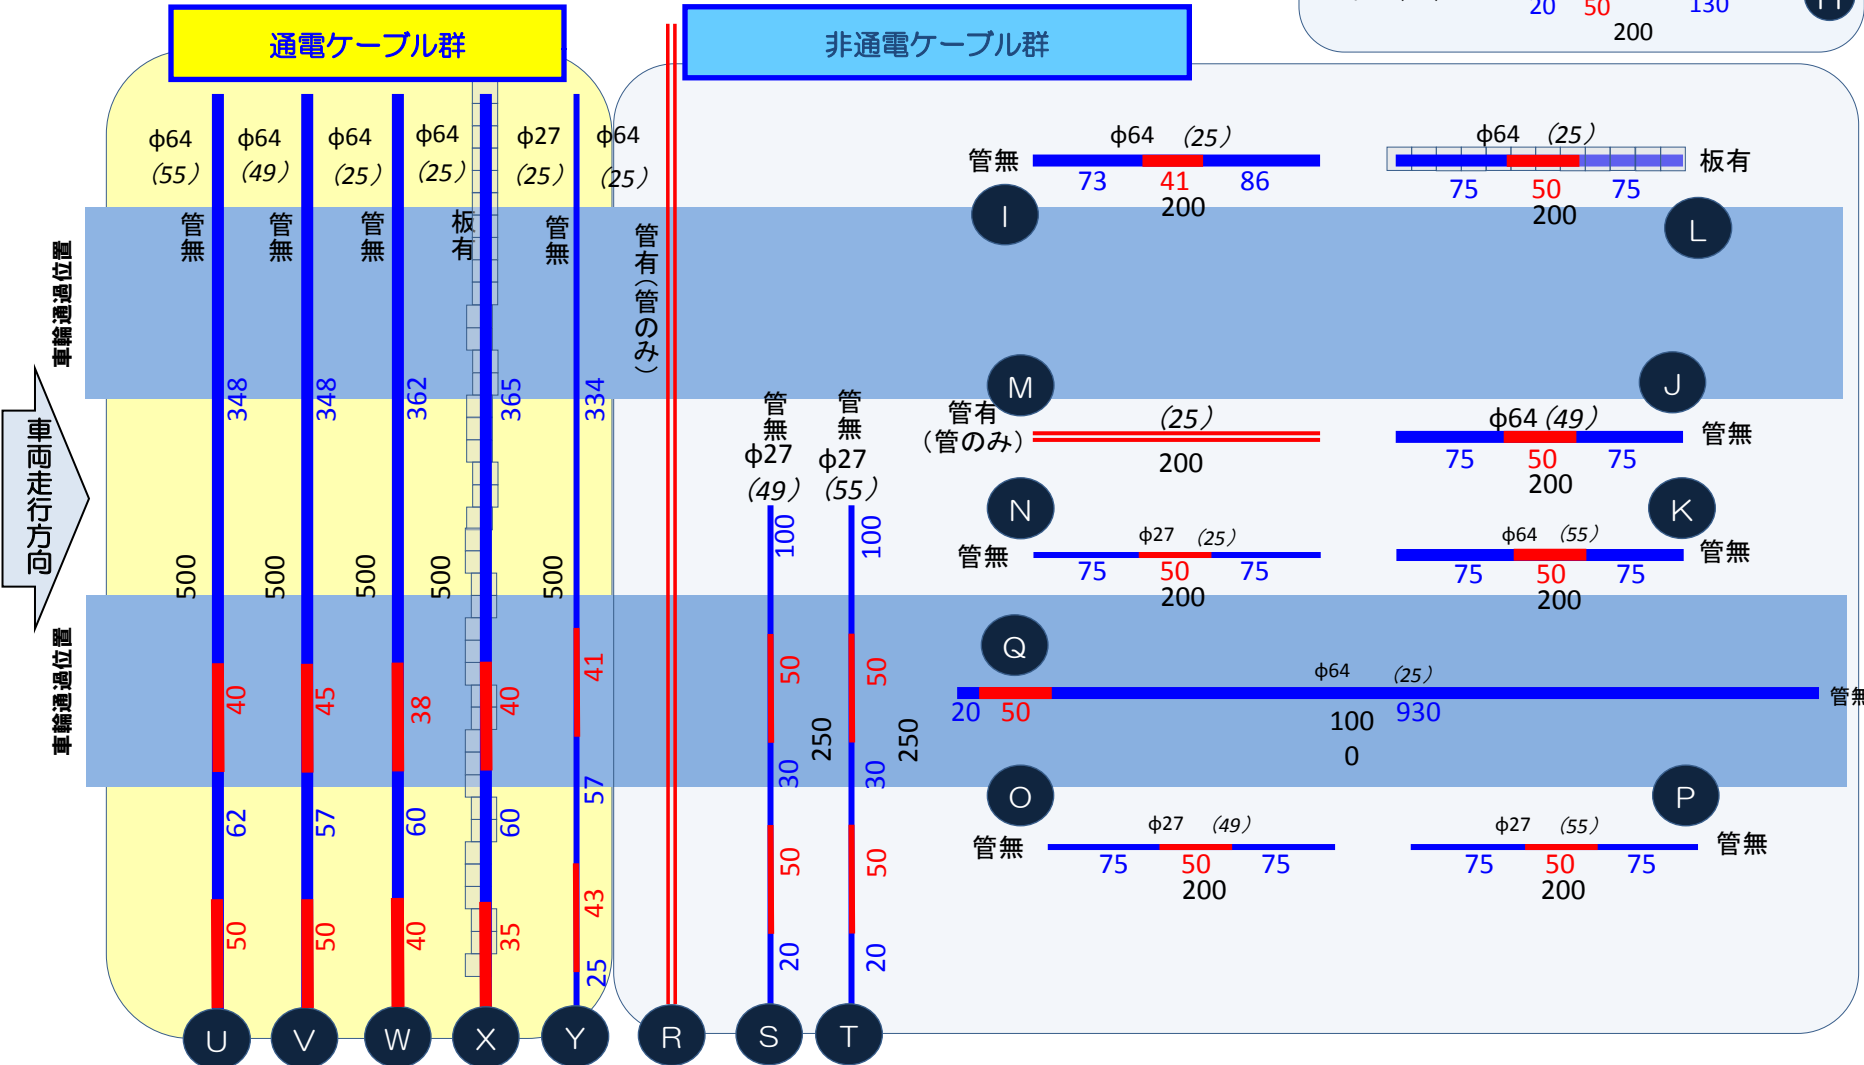 20 50 130
H
200
通電ケーブル群
非通電ケーブル群
φ64 φ64 φ64 φ64 φ27 φ64
（55） （49） （25） （25） （25） （25）
管無
管無
管無
板有
管無
管有（管のみ）
車輪通過位置
車両走行方向
車輪通過位置
348
348
362
365
334
500
500
500
500
500
40
45
38
40
41
62
57
60
60
57
50
50
40
35
43
25
U V W X Y R S T
管無
φ27
（49）
100
50
250
30
50
20
管無
φ27
（55）
100
50
250
30
50
20
φ64 （25）
管無
73 41 86
200
I
φ64 （25）
板有
75 50 75
200
L
M
管有
（管のみ）
（25）
200
J
φ64（49）
管無
75 50 75
200
N
φ27 （25）
管無
75 50 75
200
K
φ64 （55）
管無
75 50 75
200
Q
φ64 （25）
管無
20 50 930
100
0
O
φ27 （49）
管無
75 50 75
200
P
φ27 （55）
管無
75 50 75
200